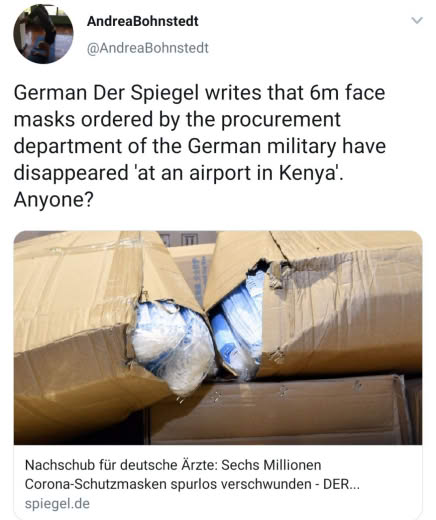 AndreaBohnstedt
@AndreaBohnstedt
German Der Spiegel writes that 6m face
masks ordered by the procurement
department of the German military have
disappeared 'at an airport in Kenya'.
Anyone?
Nachschub für deutsche Ärzte: Sechs Millionen
Corona-Schutzmasken spurlos verschwunden - DER...
spiegel.de